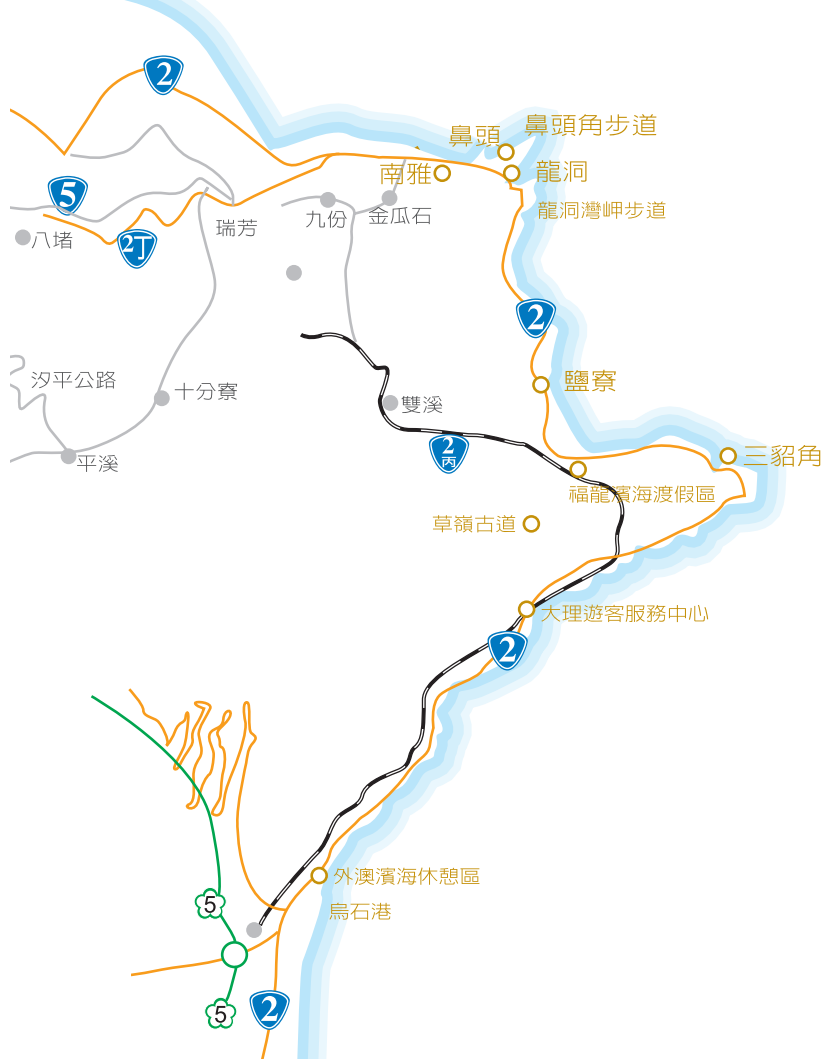 2
鼻頭角步道
鼻頭
南雅
龍洞
5
龍洞灣岬步道
九份
金瓜石
瑞芳
八堵
2丁
2
汐平公路
十分寮
鹽寮
雙溪
2丙
平溪
三貂角
福龍濱海渡假區
草嶺古道
大理遊客服務中心
2
外澳濱海休憩區
5
烏石港
2
5